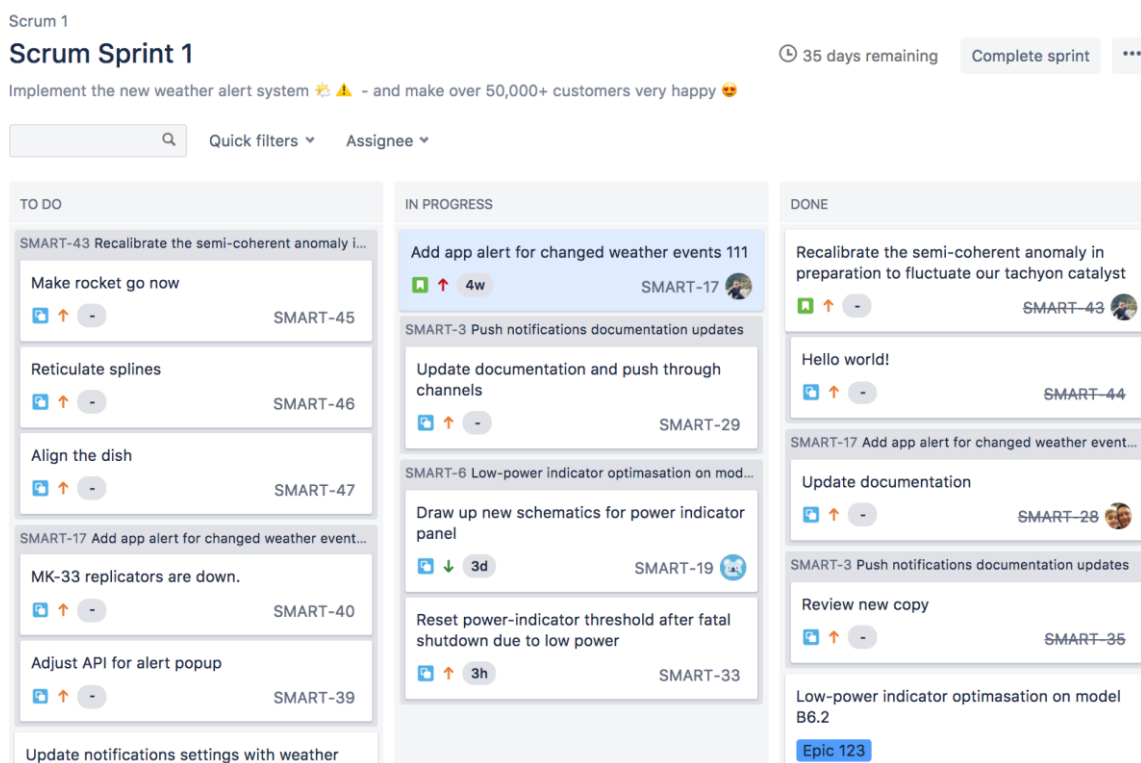 Scrum 1
Scrum Sprint 1
35 days remaining
Complete sprint
Implement the new weather alert system 🌤 ⚠️ - and make over 50,000+ customers very happy 😍
Quick filters
Assignee
TO DO
SMART-43 Recalibrate the semi-coherent anomaly i...
Make rocket go now
-
SMART-45
Reticulate splines
-
SMART-46
Align the dish
-
SMART-47
SMART-17 Add app alert for changed weather event...
MK-33 replicators are down.
-
SMART-40
Adjust API for alert popup
-
SMART-39
Update notifications settings with weather
IN PROGRESS
Add app alert for changed weather events 111
4w
SMART-17
SMART-3 Push notifications documentation updates
Update documentation and push through
channels
-
SMART-29
SMART-6 Low-power indicator optimasation on mod...
Draw up new schematics for power indicator
panel
3d
SMART-19
Reset power-indicator threshold after fatal
shutdown due to low power
3h
SMART-33
DONE
Recalibrate the semi-coherent anomaly in
preparation to fluctuate our tachyon catalyst
-
SMART-43
Hello world!
-
SMART-44
SMART-17 Add app alert for changed weather event...
Update documentation
-
SMART-28
SMART-3 Push notifications documentation updates
Review new copy
-
SMART-35
Low-power indicator optimasation on model
B6.2
Epic 123